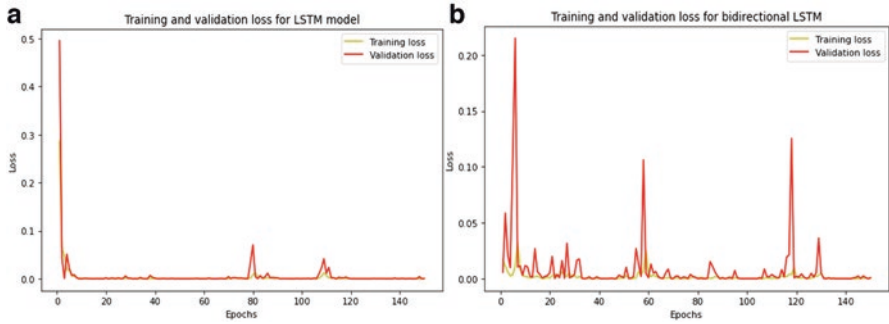 a
Training and validation loss for LSTM model
Training loss
Validation loss
0.5
0.4
0.3
0.2
0.1
0.0
Loss
0 20 40 60 80 100 120 140
Epochs
b
Training and validation loss for bidirectional LSTM
Training loss
Validation loss
0.20
0.15
0.10
0.05
0.00
Loss
0 20 40 60 80 100 120 140
Epochs